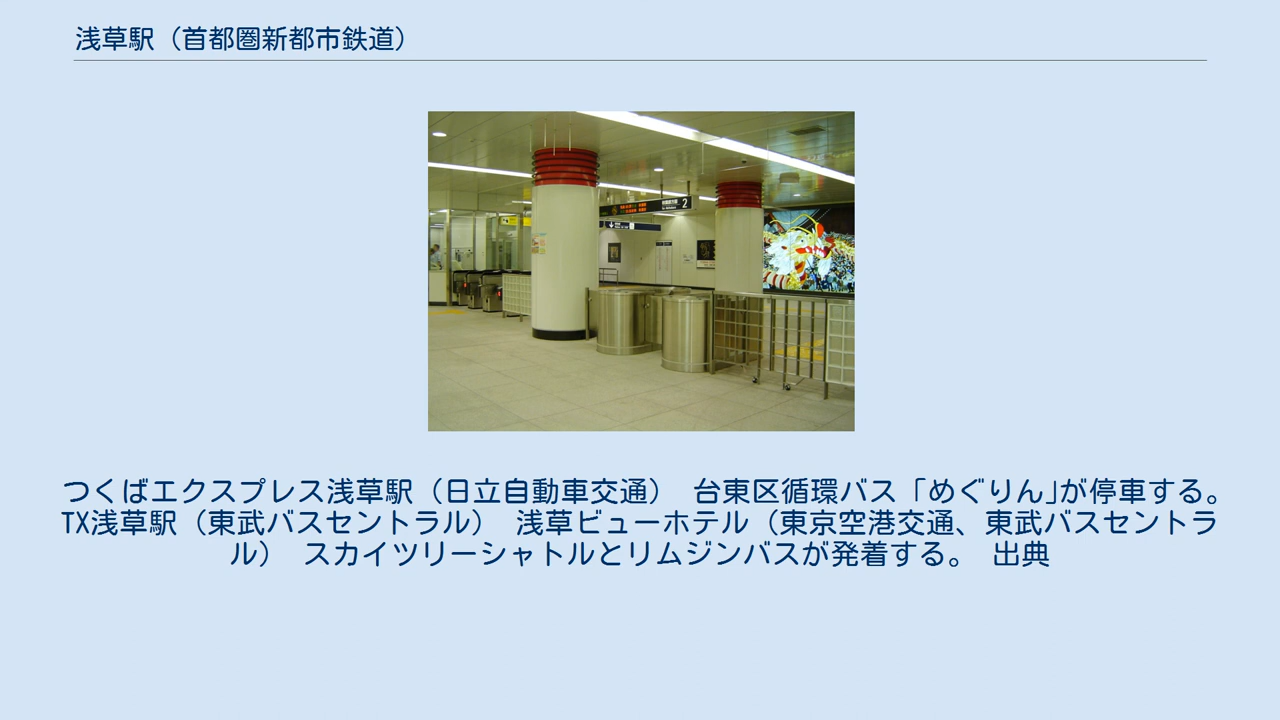 浅草駅（首都圏新都市鉄道）
2
つくばエクスプレス浅草駅（日立自動車交通）　台東区循環バス「めぐりん」が停車する。
TX浅草駅（東武バスセントラル）　浅草ビューホテル（東京空港交通、東武バスセントラ
ル）　スカイツリーシャトルとリムジンバスが発着する。　出典